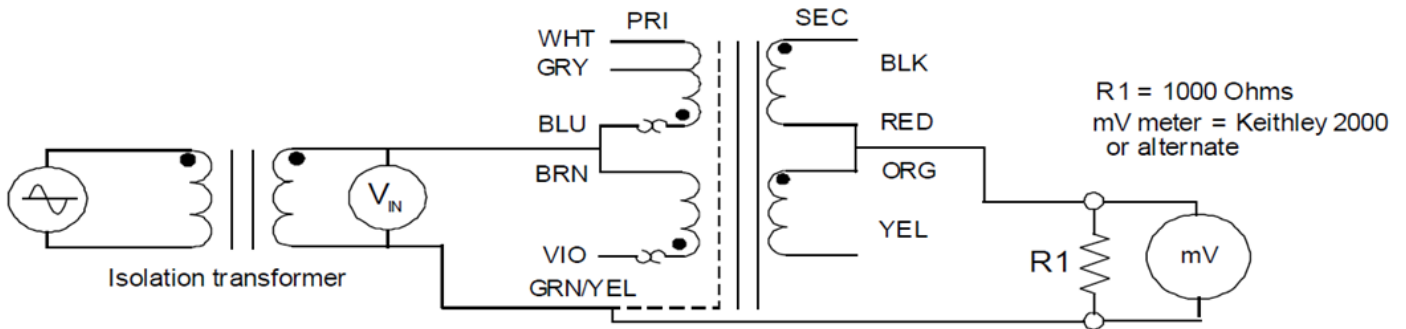 PRI
SEC
WHT
GRY
BLK
R1 = 1000 Ohms
mV meter = Keithley 2000
or alternate
BLU
RED
BRN
ORG
VIN
VIO
YEL
R1
mV
Isolation transformer
GRN/YEL